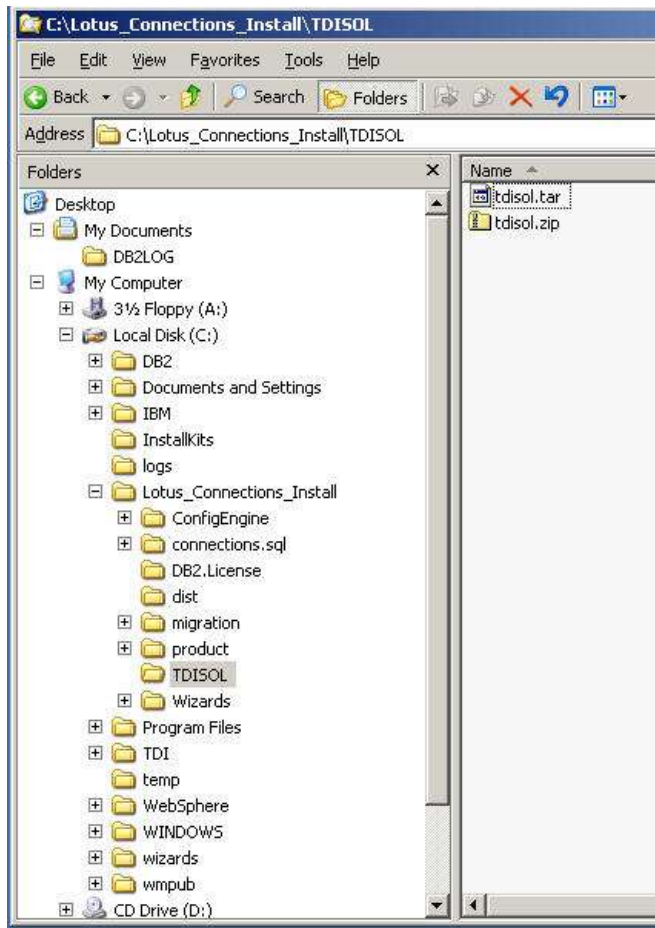 C:\Lotus_Connections_Install\TDISOL
File Edit View Favorites Tools Help
Back Search Folders
Address C:\Lotus_Connections_Install\TDISOL
Folders
Name
tdisol.tar
tdisol.zip
Desktop
My Documents
DB2LOG
My Computer
3½ Floppy (A:)
Local Disk (C:)
DB2
Documents and Settings
IBM
InstallKits
logs
Lotus_Connections_Install
ConfigEngine
connections.sql
DB2.License
dist
migration
product
TDISOL
Wizards
Program Files
TDI
temp
WebSphere
WINDOWS
wizards
wmpub
CD Drive (D:)